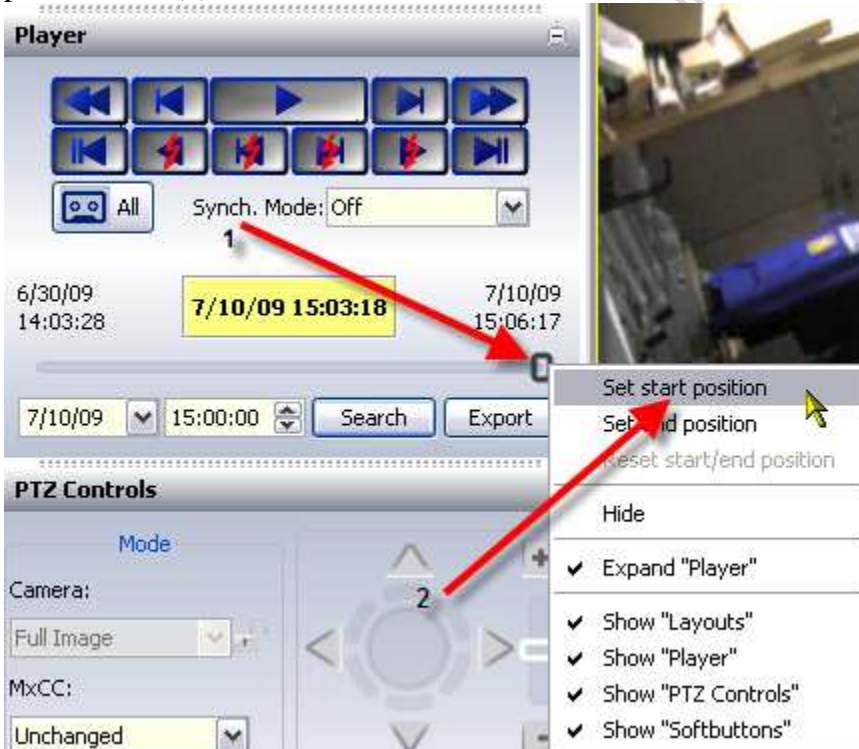 Player
All
Synch. Mode: Off
1
6/30/09
14:03:28
7/10/09 15:03:18
7/10/09
15:06:17
7/10/09 15:00:00 Search Export
Set start position
Set end position
Reset start/end position
Hide
Expand "Player"
Show "Layouts"
Show "Player"
Show "PTZ Controls"
Show "Softbuttons"
PTZ Controls
Mode
Camera:
Full Image
MxCC:
Unchanged
2